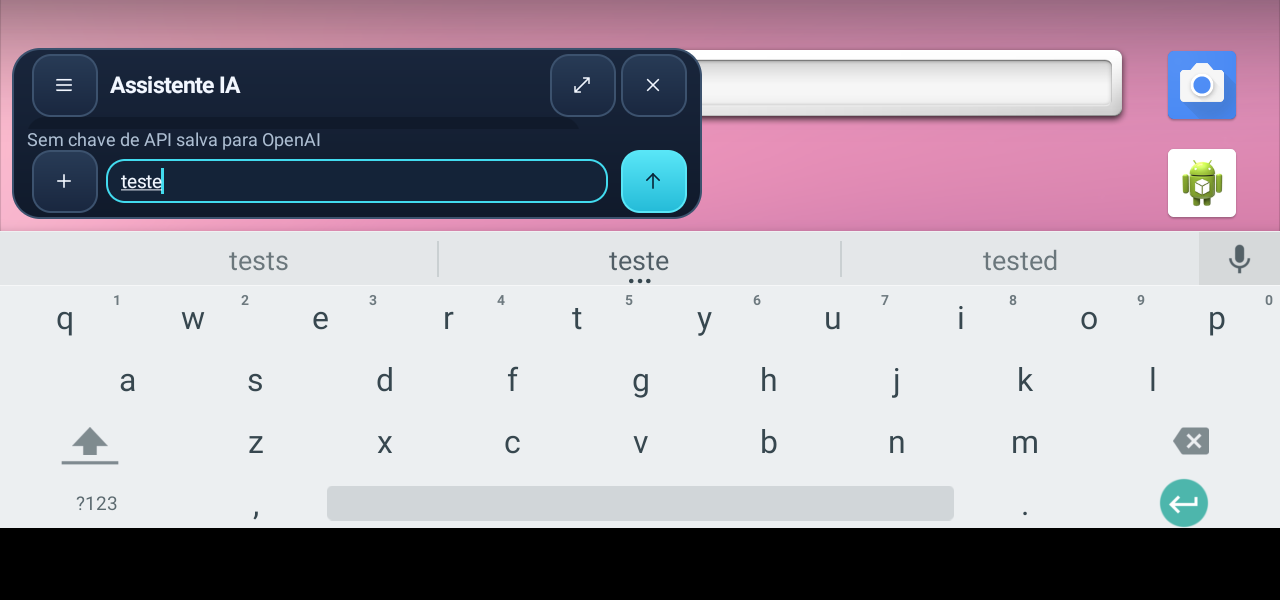 Assistente IA
Sem chave de API salva para OpenAI
teste
tests teste tested
1 2 3 4 5 6 7 8 9 0
q w e r t y u i o p
a s d f g h j k l
z x c v b n m
?123 , .